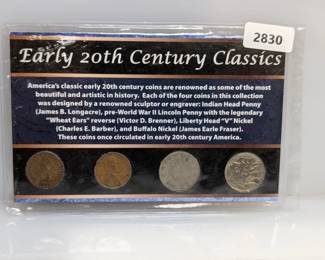 2830
Early 20th Century Classics
America's classic early 20th century coins are renowned as some of the most
beautiful and artistic in history. Each of the four coins in this collection
was designed by a renowned sculptor or engraver: Indian Head Penny
(James B. Longacre), pre-World War II Lincoln Penny with the legendary
"Wheat Ears" reverse (Victor D. Brenner), Liberty Head "V" Nickel
(Charles E. Barber), and Buffalo Nickel (James Earle Fraser).
These coins once circulated in early 20th century America.